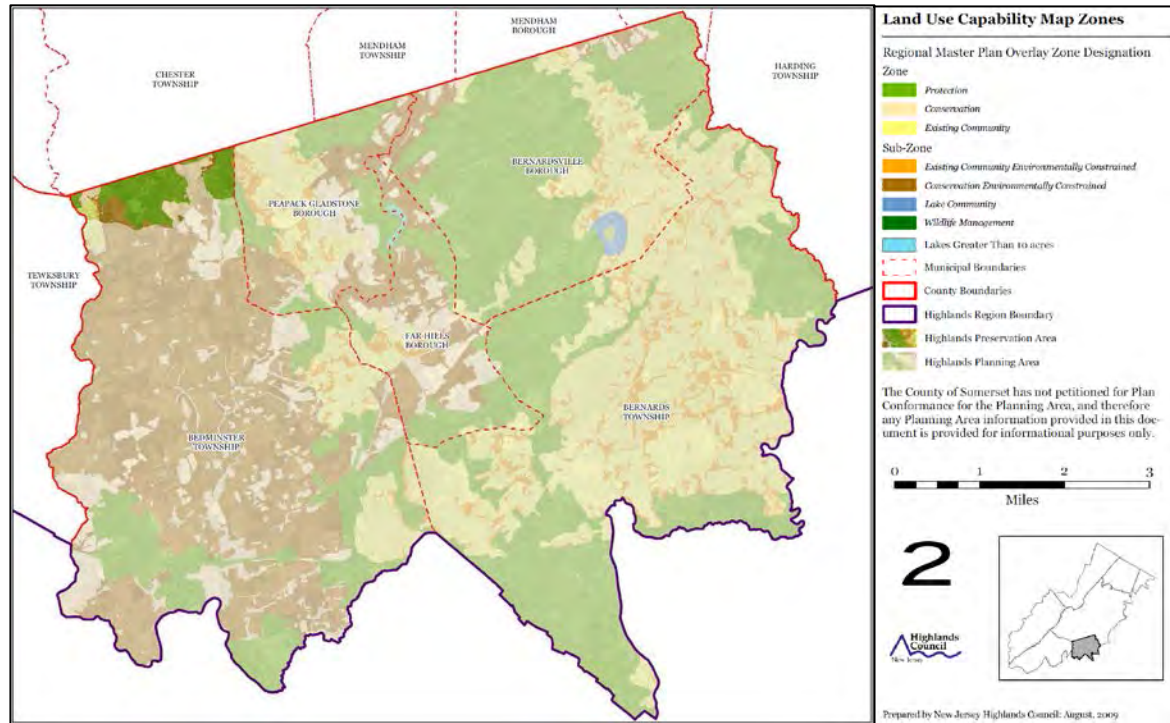 MENDHAM
BOROUGH
MENDHAM
TOWNSHIP
CHESTER
TOWNSHIP
HARDING
TOWNSHIP
BERNARDSVILLE
BOROUGH
PEAPACK GLADSTONE
BOROUGH
TEWKSBURY
TOWNSHIP
FAR HILLS
BOROUGH
BERNARDS
TOWNSHIP
BEDMINSTER
TOWNSHIP
Land Use Capability Map Zones
Regional Master Plan Overlay Zone Designation
Zone
Protection
Conservation
Existing Community
Sub-Zone
Existing Community Environmentally Constrained
Conservation Environmentally Constrained
Lake Community
Wildlife Management
Lakes Greater Than 10 acres
Municipal Boundaries
County Boundaries
Highlands Region Boundary
Highlands Preservation Area
Highlands Planning Area
The County of Somerset has not petitioned for Plan
Conformance for the Planning Area, and therefore
any Planning Area information provided in this doc-
ument is provided for informational purposes only.
0 1 2 3
Miles
2
Highlands
Council
New Jersey
Prepared by New Jersey Highlands Council: August, 2009